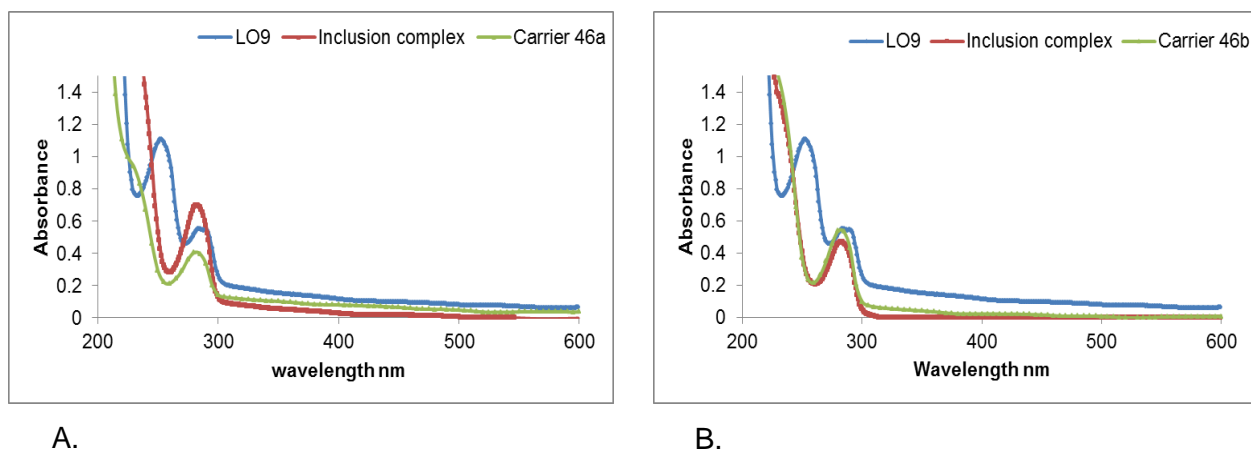 LO9 Inclusion complex Carrier 46a
1.4
1.2
1
0.8
0.6
0.4
0.2
0
Absorbance
200 300 400 500 600
wavelength nm
A.
LO9 Inclusion complex Carrier 46b
1.4
1.2
1
0.8
0.6
0.4
0.2
0
Absorbance
200 300 400 500 600
Wavelength nm
B.